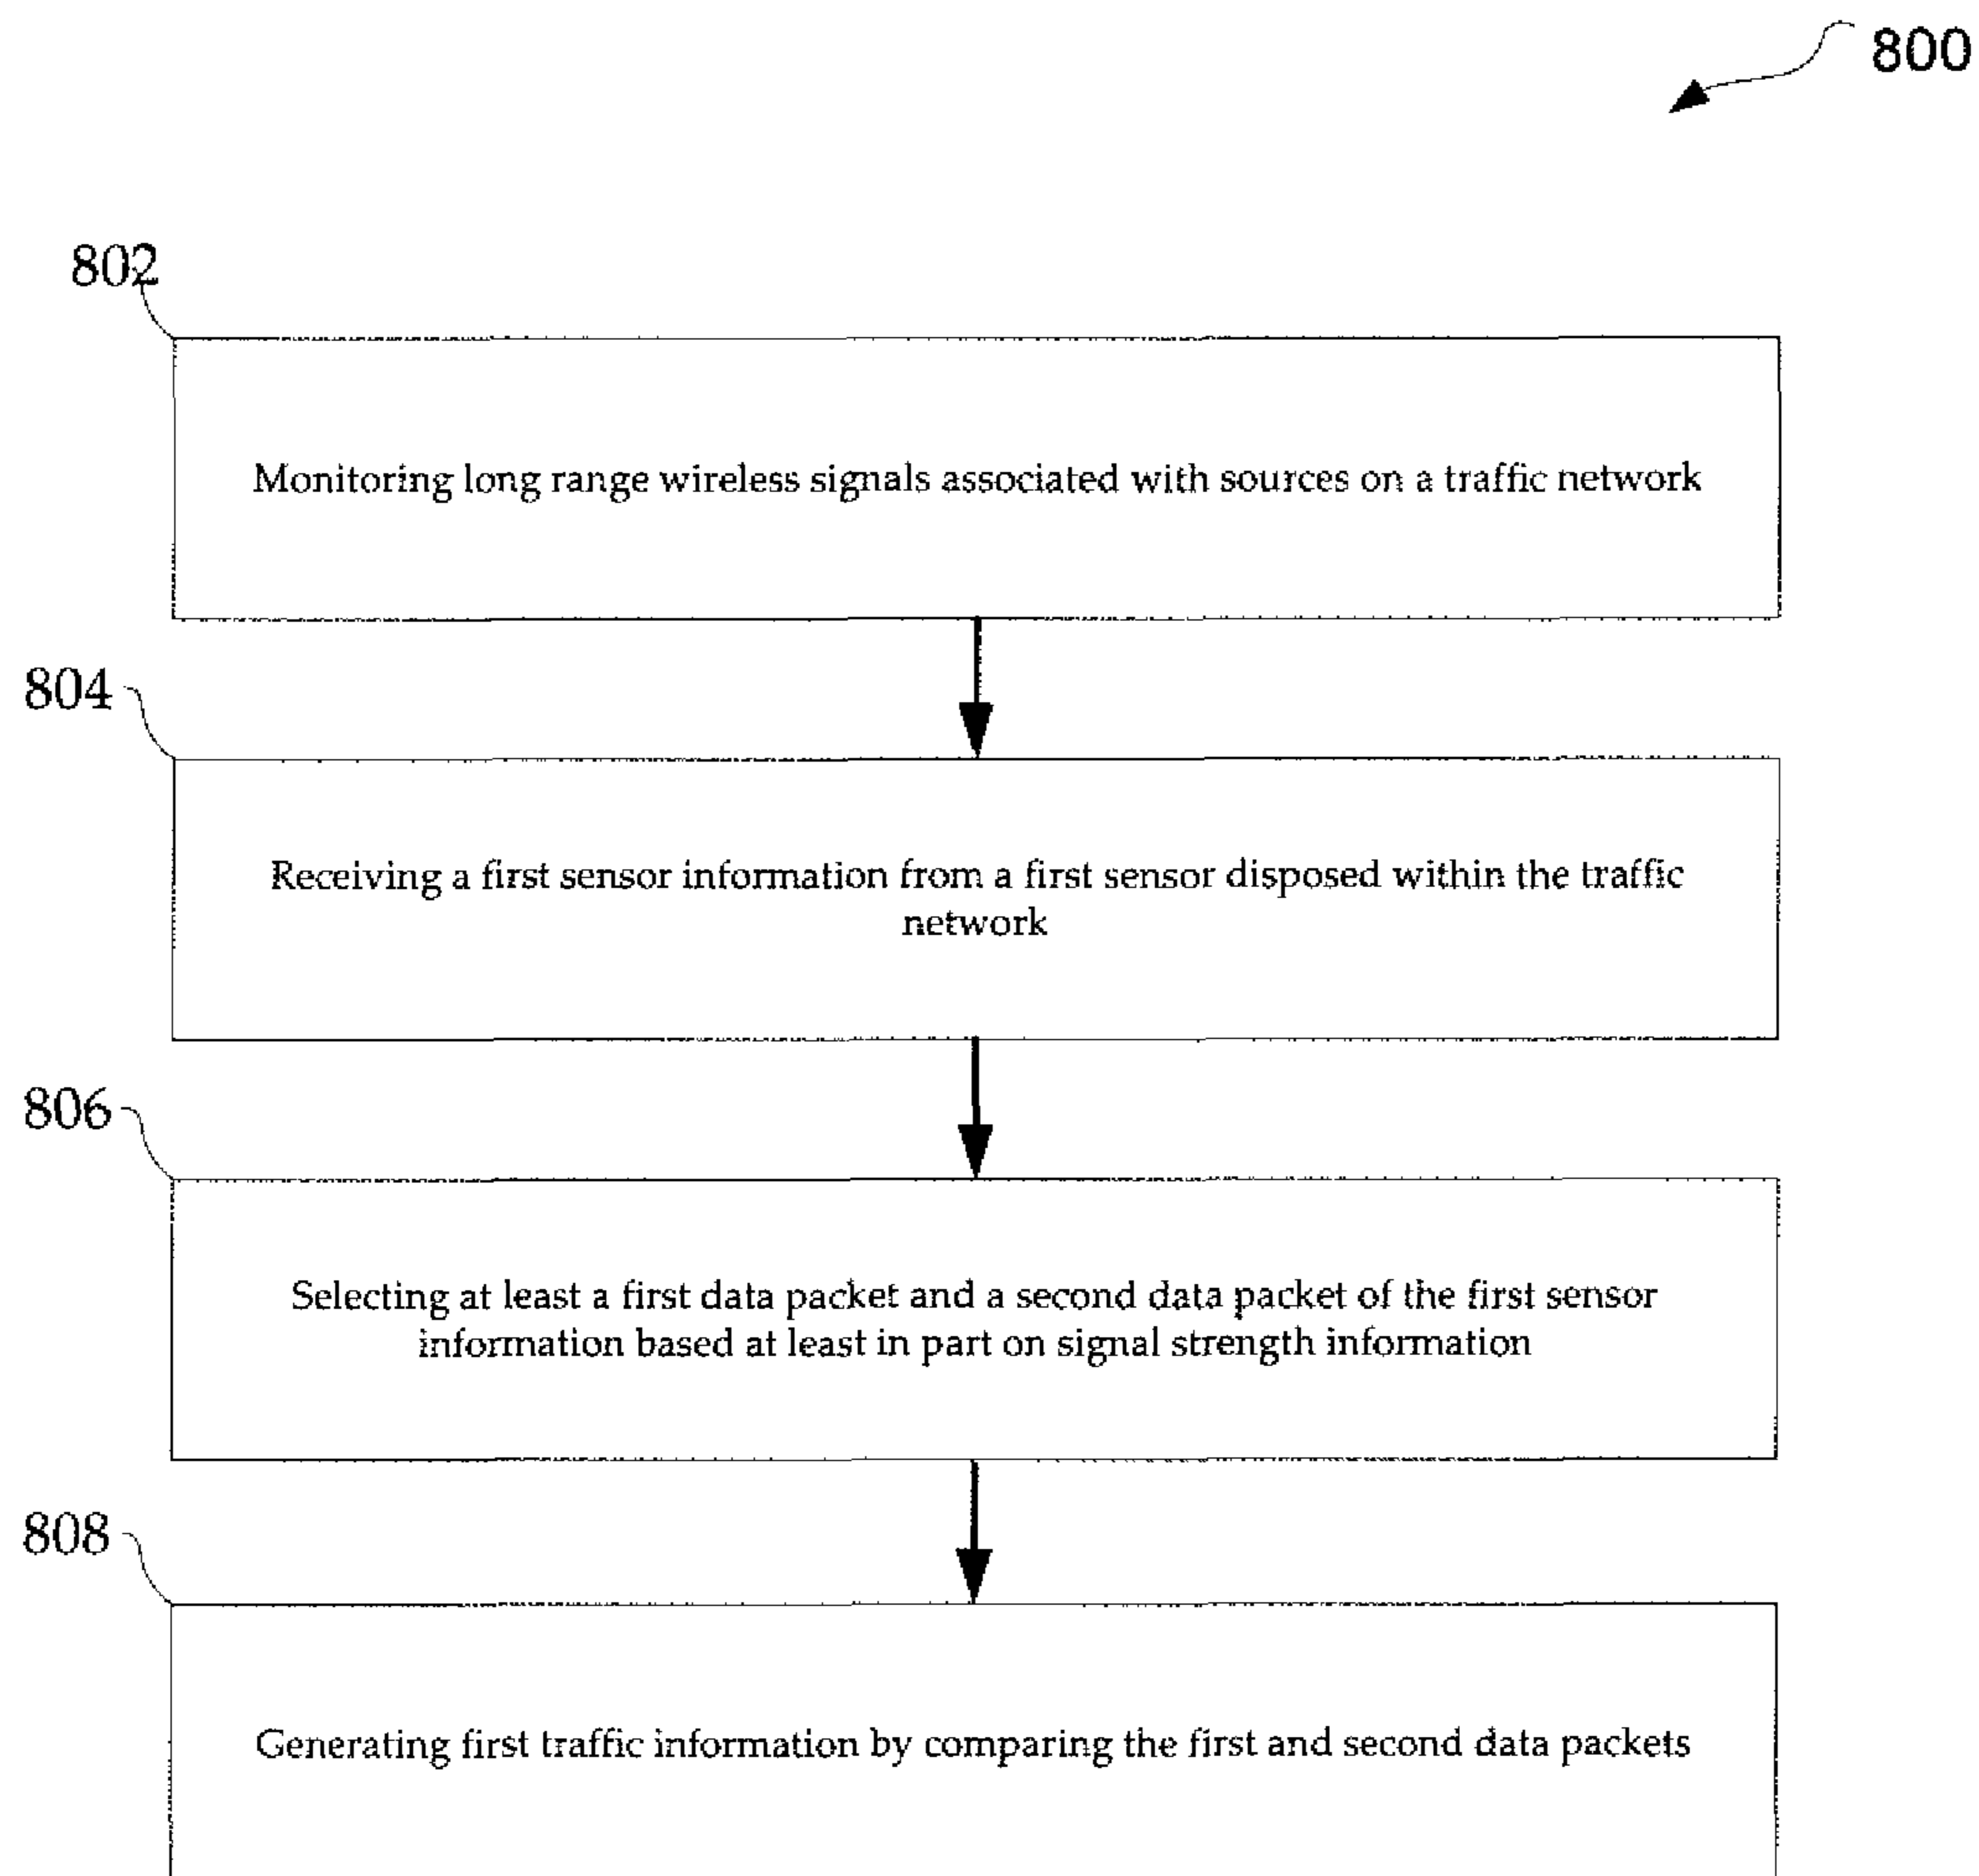 800
802
Monitoring long range wireless signals associated with sources on a traffic network
804
Receiving a first sensor information from a first sensor disposed within the traffic
network
806
Selecting at least a first data packet and a second data packet of the first sensor
information based at least in part on signal strength information
808
Generating first traffic information by comparing the first and second data packets